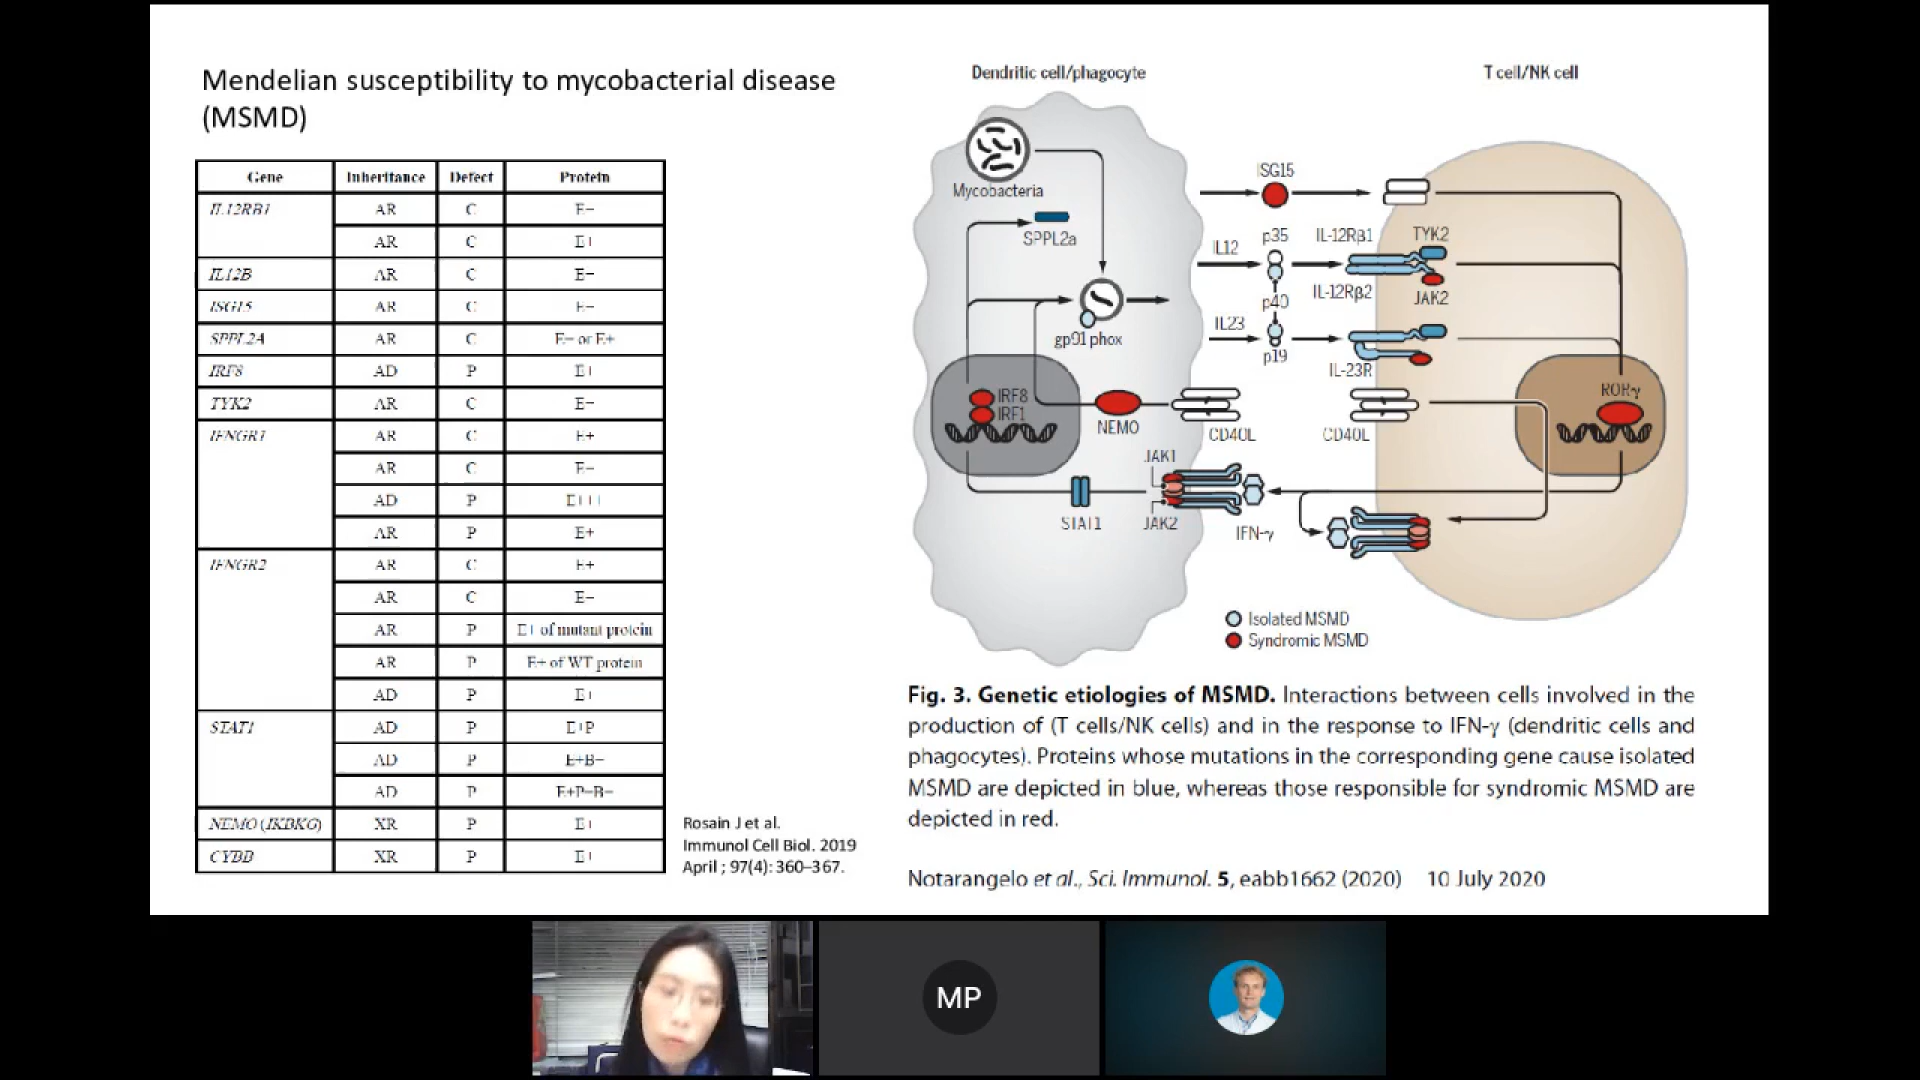 Mendelian susceptibility to mycobacterial disease
(MSMD)
Gene Inheritance Defect Protein
IL12RB1 AR C E−
AR C E+
IL12B AR C E−
ISG15 AR C E−
SPPL2A AR C E− or E+
IRF8 AD P E+
TYK2 AR C E−
IFNGR1 AR C E+
AR C E−
AD P E+++
AR P E+
IFNGR2 AR C E+
AR C E−
AR P E+ of mutant protein
AR P E+ of WT protein
AD P E+
STAT1 AD P E+P−
AD P E+B−
AD P E+P−B−
NEMO (IKBKG) XR P E+
CYBB XR P E+
Rosain J et al.
Immunol Cell Biol. 2019
April ; 97(4): 360–367.
Dendritic cell/phagocyte
T cell/NK cell
Mycobacteria
SPPL2a
gp91 phox
IRF8
IRF1
NEMO
CD40L
JAK1
STAT1
JAK2
IFN-γ
ISG15
IL12
p35
IL-12Rβ1
TYK2
p40
IL-12Rβ2
JAK2
IL23
p19
IL-23R
CD40L
RORγ
Isolated MSMD
Syndromic MSMD
Fig. 3. Genetic etiologies of MSMD. Interactions between cells involved in the
production of (T cells/NK cells) and in the response to IFN-γ (dendritic cells and
phagocytes). Proteins whose mutations in the corresponding gene cause isolated
MSMD are depicted in blue, whereas those responsible for syndromic MSMD are
depicted in red.
Notarangelo et al., Sci. Immunol. 5, eabb1662 (2020) 10 July 2020
MP